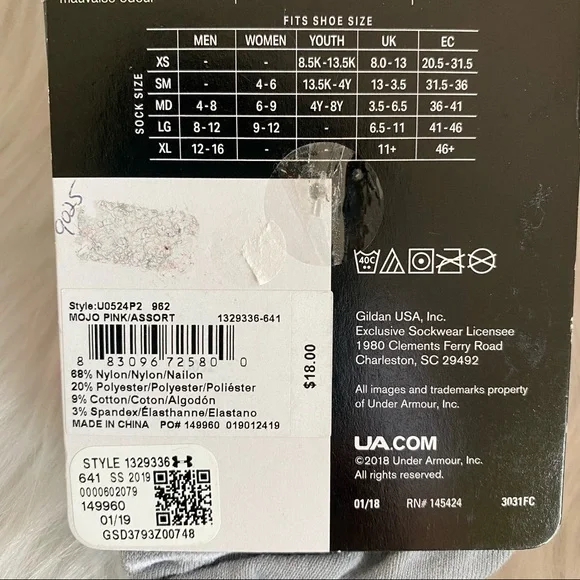 mauvaise odeur
FITS SHOE SIZE
SOCK SIZE
MEN WOMEN YOUTH UK EC
XS - - 8.5K-13.5K 8.0-13 20.5-31.5
SM - 4-6 13.5K-4Y 13-3.5 31.5-36
MD 4-8 6-9 4Y-8Y 3.5-6.5 36-41
LG 8-12 9-12 - 6.5-11 41-46
XL 12-16 - - 11+ 46+
9025
40C
Style:U0524P2 962
MOJO PINK/ASSORT 1329336-641
8 83096 72580 0
$18.00
68% Nylon/Nylon/Nailon
20% Polyester/Polyester/Poliéster
9% Cotton/Coton/Algodón
3% Spandex/Élasthanne/Elastano
MADE IN CHINA PO# 149960 019012419
STYLE 1329336
641 SS 2019
0000602079
149960
01/19
GSD3793Z00748
Gildan USA, Inc.
Exclusive Sockwear Licensee
1980 Clements Ferry Road
Charleston, SC 29492
All images and trademarks property
of Under Armour, Inc.
UA.COM
©2018 Under Armour, Inc.
All rights reserved.
01/18 RN# 145424 3031FC